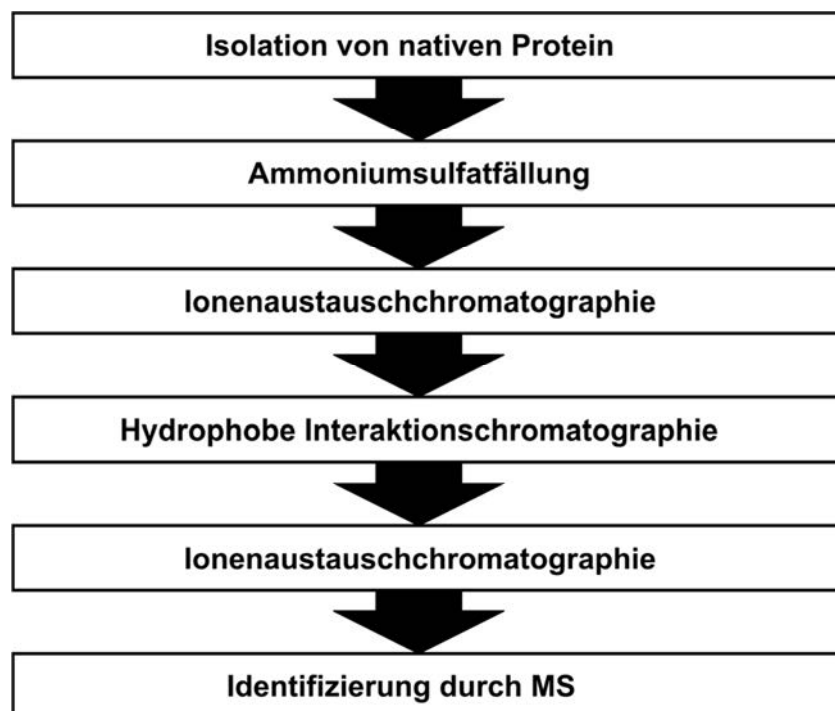 Isolation von nativen Protein
Ammoniumsulfatfällung
Ionenaustauschchromatographie
Hydrophobe Interaktionschromatographie
Ionenaustauschchromatographie
Identifizierung durch MS